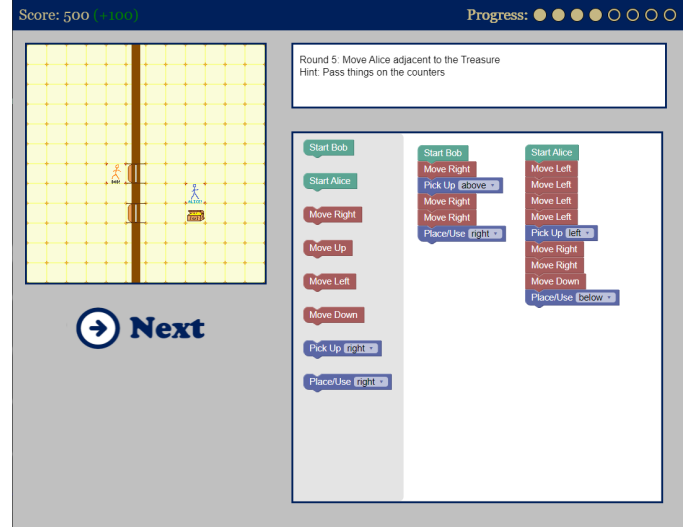 Score: 500 (+100)
Progress:
Round 5: Move Alice adjacent to the Treasure
Hint: Pass things on the counters
BOB!
ALICE!
Next
Start Bob
Start Alice
Move Right
Move Up
Move Left
Move Down
Pick Up right
Place/Use right
Start Bob
Move Right
Pick Up above
Move Right
Move Right
Place/Use right
Start Alice
Move Left
Move Left
Move Left
Move Left
Pick Up left
Move Right
Move Right
Move Down
Place/Use below